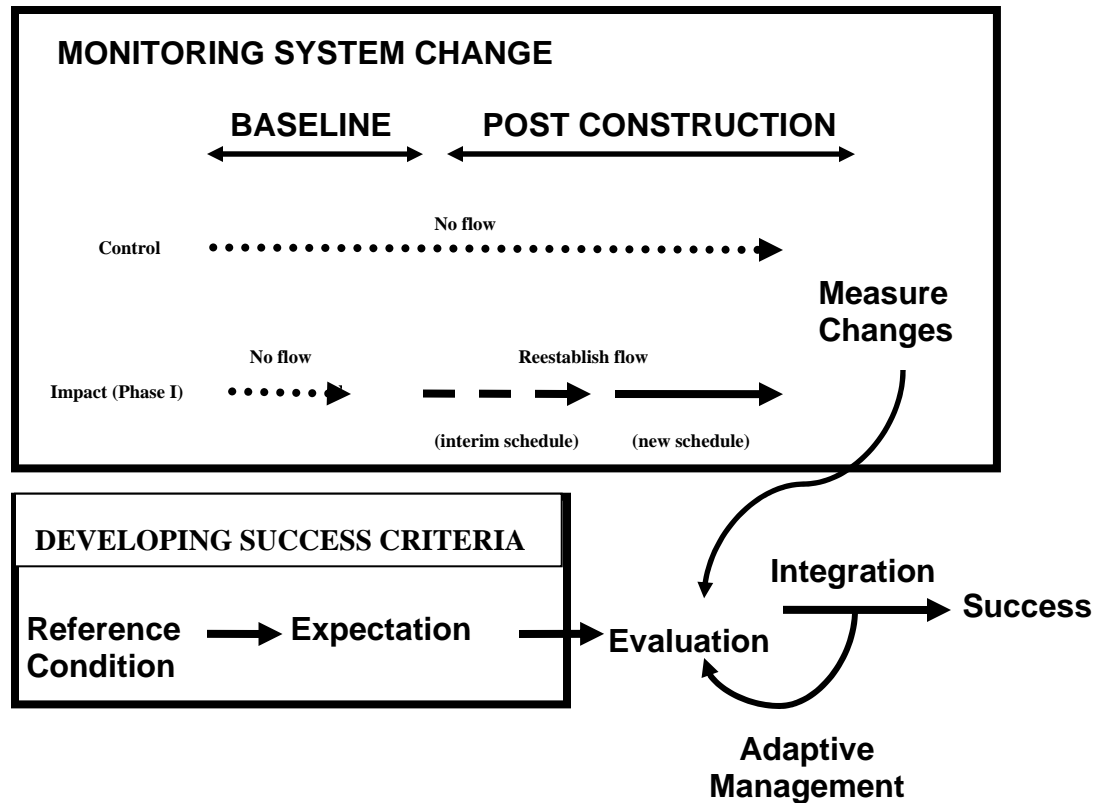 MONITORING SYSTEM CHANGE
BASELINE
POST CONSTRUCTION
No flow
Control
Measure
Changes
No flow
Reestablish flow
Impact (Phase I)
(interim schedule)
(new schedule)
DEVELOPING SUCCESS CRITERIA
Reference
Condition
Expectation
Evaluation
Integration
Success
Adaptive
Management